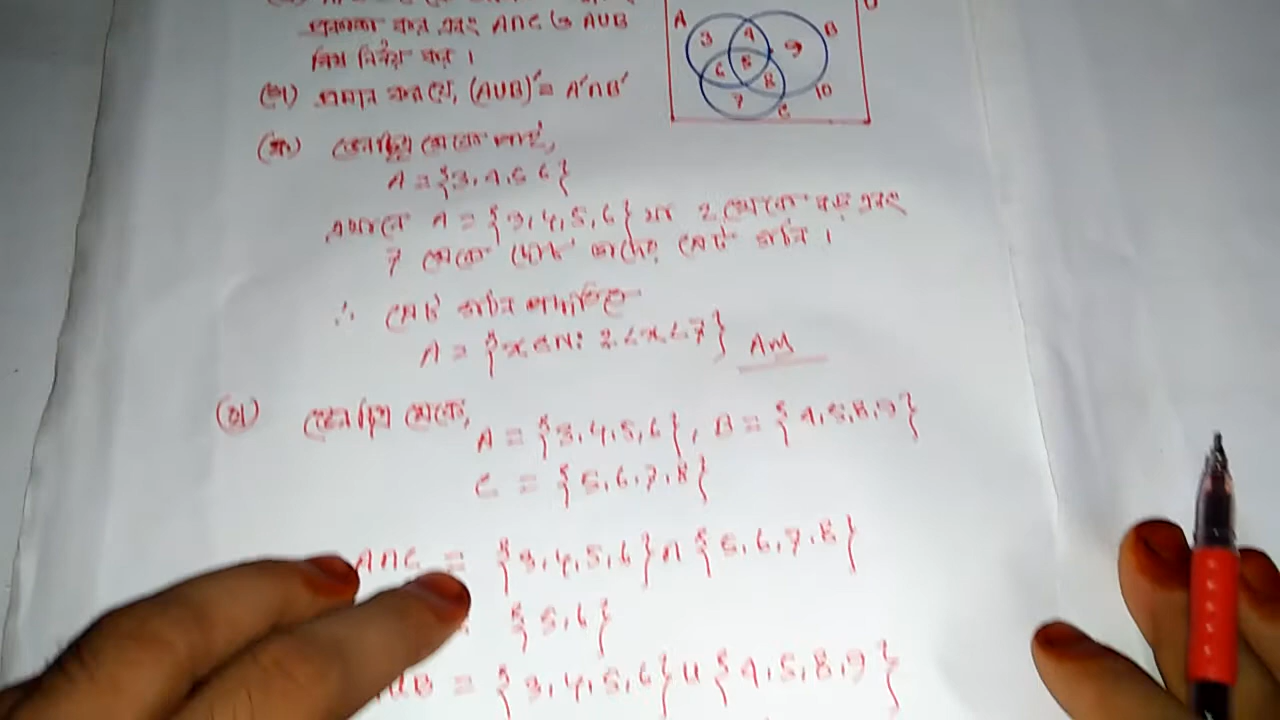 প্রকাশ কর এবং A∩C ও A∪B
নির্ণয় কর ।
(গ) প্রমাণ কর যে, (A∪B)′ = A′∩B′
A B U
3 4 9
6 5 8
7 C 10
(ক) ভেনচিত্র থেকে পাই,
A = {3, 4, 5 6}
এখানে A = {3, 4, 5, 6} 2 থেকে বড় এবং
7 থেকে ছোট সেট গঠন ।
∴ সেট গঠন পদ্ধতিতে
A = {x∈N: 2<x<7} Ans
(খ) ভেনচিত্র থেকে,
A = {3, 4, 5, 6}, B = {4, 5, 8, 9}
C = {5, 6, 7, 8}
A∩C = {3, 4, 5, 6} ∩ {5, 6, 7, 8}
{5, 6}
∪B = {3, 4, 5, 6} ∪ {4, 5, 8, 9}